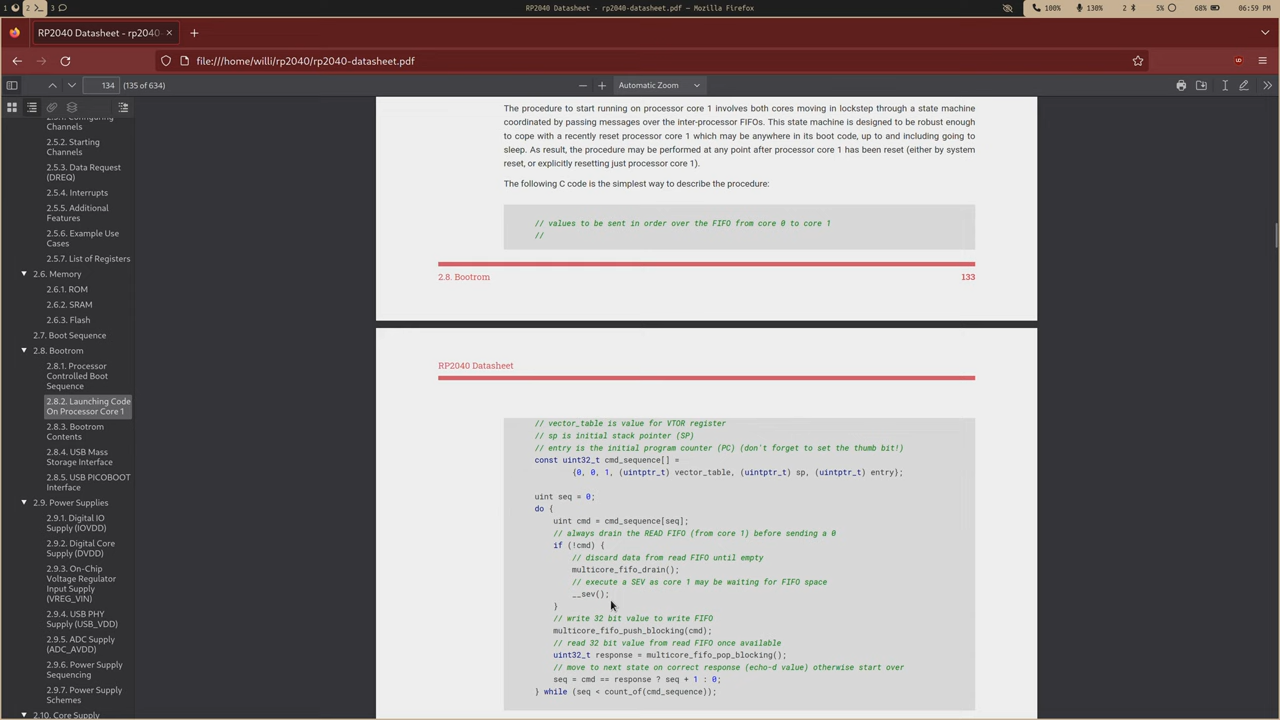 1
2
3
RP2040 Datasheet - rp2040-datasheet.pdf — Mozilla Firefox
100%
130%
2
5%
68%
06:59 PM
RP2040 Datasheet - rp2040-
file:///home/willi/rp2040/rp2040-datasheet.pdf
134
(135 of 634)
Automatic Zoom
2.5.1. Configuring
Channels
2.5.2. Starting
Channels
2.5.3. Data Request
(DREQ)
2.5.4. Interrupts
2.5.5. Additional
Features
2.5.6. Example Use
Cases
2.5.7. List of Registers
2.6. Memory
2.6.1. ROM
2.6.2. SRAM
2.6.3. Flash
2.7. Boot Sequence
2.8. Bootrom
2.8.1. Processor
Controlled Boot
Sequence
2.8.2. Launching Code
On Processor Core 1
2.8.3. Bootrom
Contents
2.8.4. USB Mass
Storage Interface
2.8.5. USB PICOBOOT
Interface
2.9. Power Supplies
2.9.1. Digital IO
Supply (IOVDD)
2.9.2. Digital Core
Supply (DVDD)
2.9.3. On-Chip
Voltage Regulator
Input Supply
(VREG_VIN)
2.9.4. USB PHY
Supply (USB_VDD)
2.9.5. ADC Supply
(ADC_AVDD)
2.9.6. Power Supply
Sequencing
2.9.7. Power Supply
Schemes
2.10. Core Supply
The procedure to start running on processor core 1 involves both cores moving in lockstep through a state machine
coordinated by passing messages over the inter-processor FIFOs. This state machine is designed to be robust enough
to cope with a recently reset processor core 1 which may be anywhere in its boot code, up to and including going to
sleep. As result, the procedure may be performed at any point after processor core 1 has been reset (either by system
reset, or explicitly resetting just processor core 1).
The following C code is the simplest way to describe the procedure:
// values to be sent in order over the FIFO from core 0 to core 1
//
2.8. Bootrom
133
RP2040 Datasheet
// vector_table is value for VTOR register
// sp is initial stack pointer (SP)
// entry is the initial program counter (PC) (don't forget to set the thumb bit!)
const uint32_t cmd_sequence[] =
{0, 0, 1, (uintptr_t) vector_table, (uintptr_t) sp, (uintptr_t) entry};
uint seq = 0;
do {
uint cmd = cmd_sequence[seq];
// always drain the READ FIFO (from core 1) before sending a 0
if (!cmd) {
// discard data from read FIFO until empty
multicore_fifo_drain();
// execute a SEV as core 1 may be waiting for FIFO space
__sev();
}
// write 32 bit value to write FIFO
multicore_fifo_push_blocking(cmd);
// read 32 bit value from read FIFO once available
uint32_t response = multicore_fifo_pop_blocking();
// move to next state on correct response (echo-d value) otherwise start over
seq = cmd == response ? seq + 1 : 0;
} while (seq < count_of(cmd_sequence));